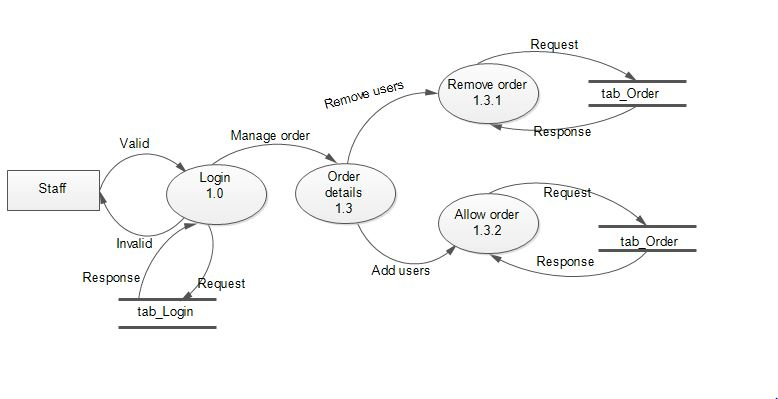 Request
Remove order
1.3.1
tab_Order
Remove users
Response
Valid
Manage order
Staff
Login
1.0
Order
details
1.3
Request
Allow order
1.3.2
tab_Order
Invalid
Add users
Response
Response
Request
tab_Login